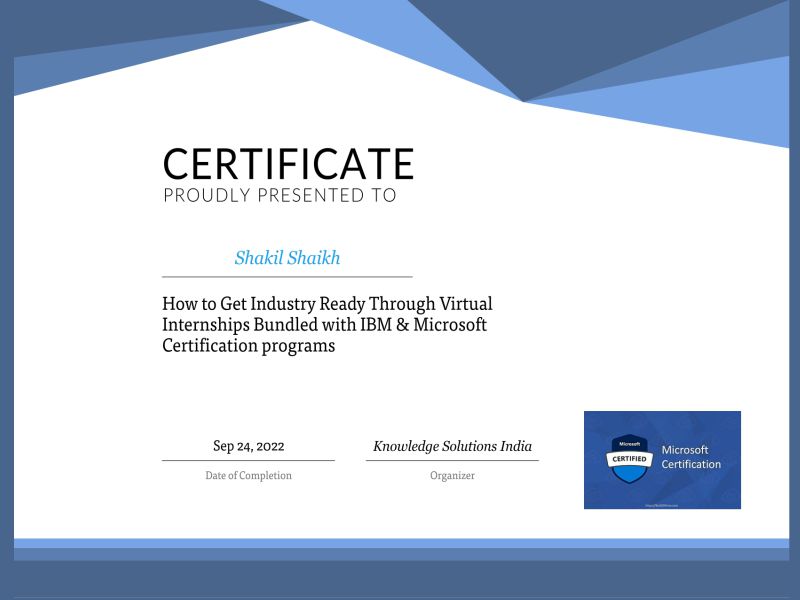 CERTIFICATE
PROUDLY PRESENTED TO
Shakil Shaikh
How to Get Industry Ready Through Virtual
Internships Bundled with IBM & Microsoft
Certification programs
Sep 24, 2022
Knowledge Solutions India
Date of Completion
Organizer
Microsoft
CERTIFIED
Microsoft
Certification